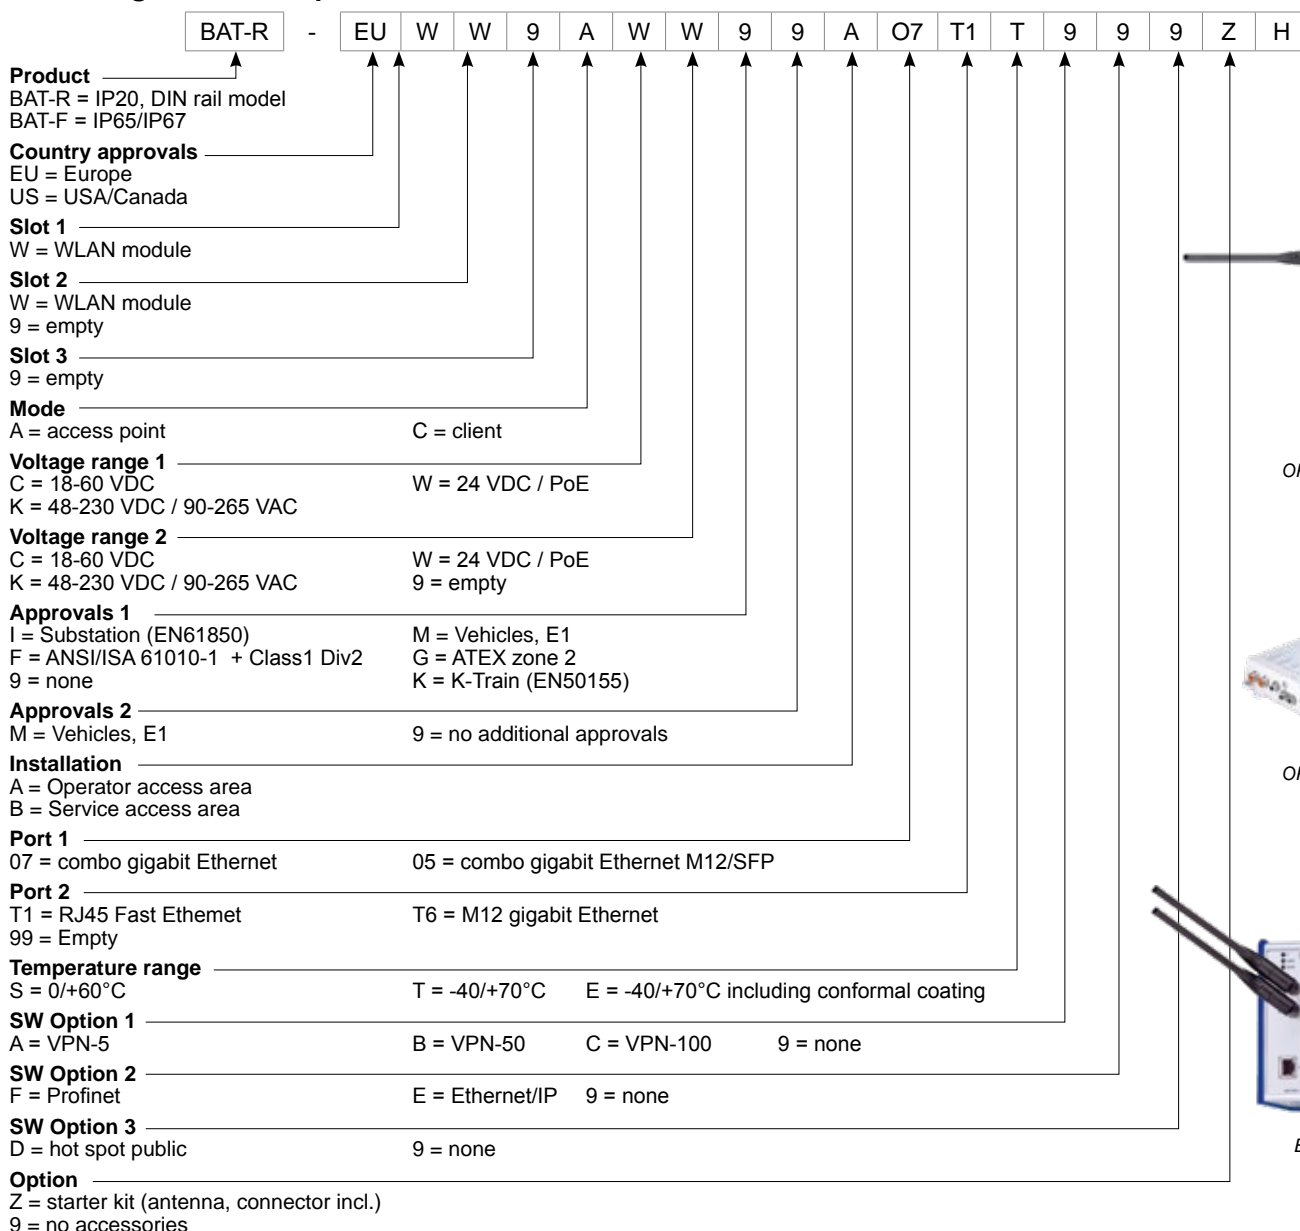 BAT-R - EU W W 9 A W W 9 9 A O7 T1 T 9 9 9 Z H
Product
BAT-R = IP20, DIN rail model
BAT-F = IP65/IP67
Country approvals
EU = Europe
US = USA/Canada
Slot 1
W = WLAN module
Slot 2
W = WLAN module
9 = empty
Slot 3
9 = empty
Mode
A = access point C = client
Voltage range 1
C = 18-60 VDC W = 24 VDC / PoE
K = 48-230 VDC / 90-265 VAC
Voltage range 2
C = 18-60 VDC W = 24 VDC / PoE
K = 48-230 VDC / 90-265 VAC 9 = empty
Approvals 1
I = Substation (EN61850) M = Vehicles, E1
F = ANSI/ISA 61010-1 + Class1 Div2 G = ATEX zone 2
9 = none K = K-Train (EN50155)
Approvals 2
M = Vehicles, E1 9 = no additional approvals
Installation
A = Operator access area
B = Service access area
Port 1
07 = combo gigabit Ethernet 05 = combo gigabit Ethernet M12/SFP
Port 2
T1 = RJ45 Fast Ethemet T6 = M12 gigabit Ethernet
99 = Empty
Temperature range
S = 0/+60°C T = -40/+70°C E = -40/+70°C including conformal coating
SW Option 1
A = VPN-5 B = VPN-50 C = VPN-100 9 = none
SW Option 2
F = Profinet E = Ethernet/IP 9 = none
SW Option 3
D = hot spot public 9 = none
Option
Z = starter kit (antenna, connector incl.)
9 = no accessories